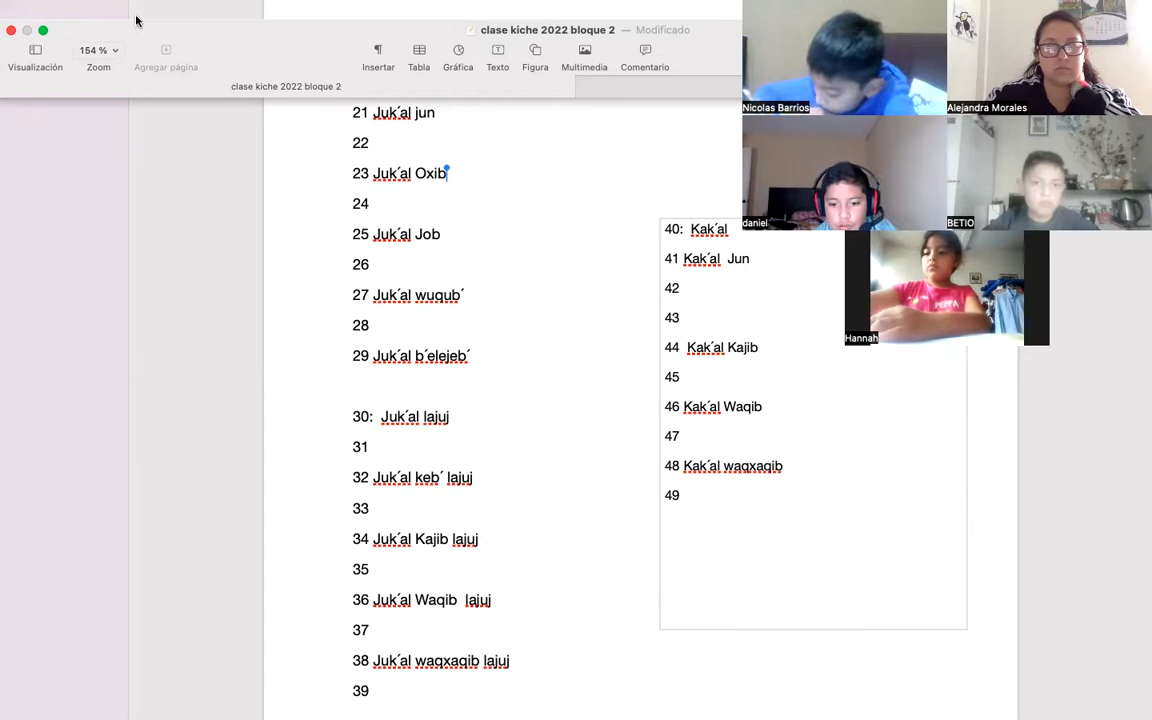 clase kiche 2022 bloque 2 — Modificado
154 %
Visualización
Zoom
Agregar página
Insertar
Tabla
Gráfica
Texto
Figura
Multimedia
Comentario
clase kiche 2022 bloque 2
21 Juk´al jun
22
23 Juk´al Oxib
24
25 Juk´al Job
26
27 Juk´al wuqub´
28
29 Juk´al b´elejeb´
30: Juk´al lajuj
31
32 Juk´al keb´ lajuj
33
34 Juk´al Kajib lajuj
35
36 Juk´al Waqib lajuj
37
38 Juk´al waqxaqib lajuj
39
40: Kak´al
41 Kak´al Jun
42
43
44 Kak´al Kajib
45
46 Kak´al Waqib
47
48 Kak´al waqxaqib
49
Nicolas Barrios
Alejandra Morales
daniel
BETIO
Hannah